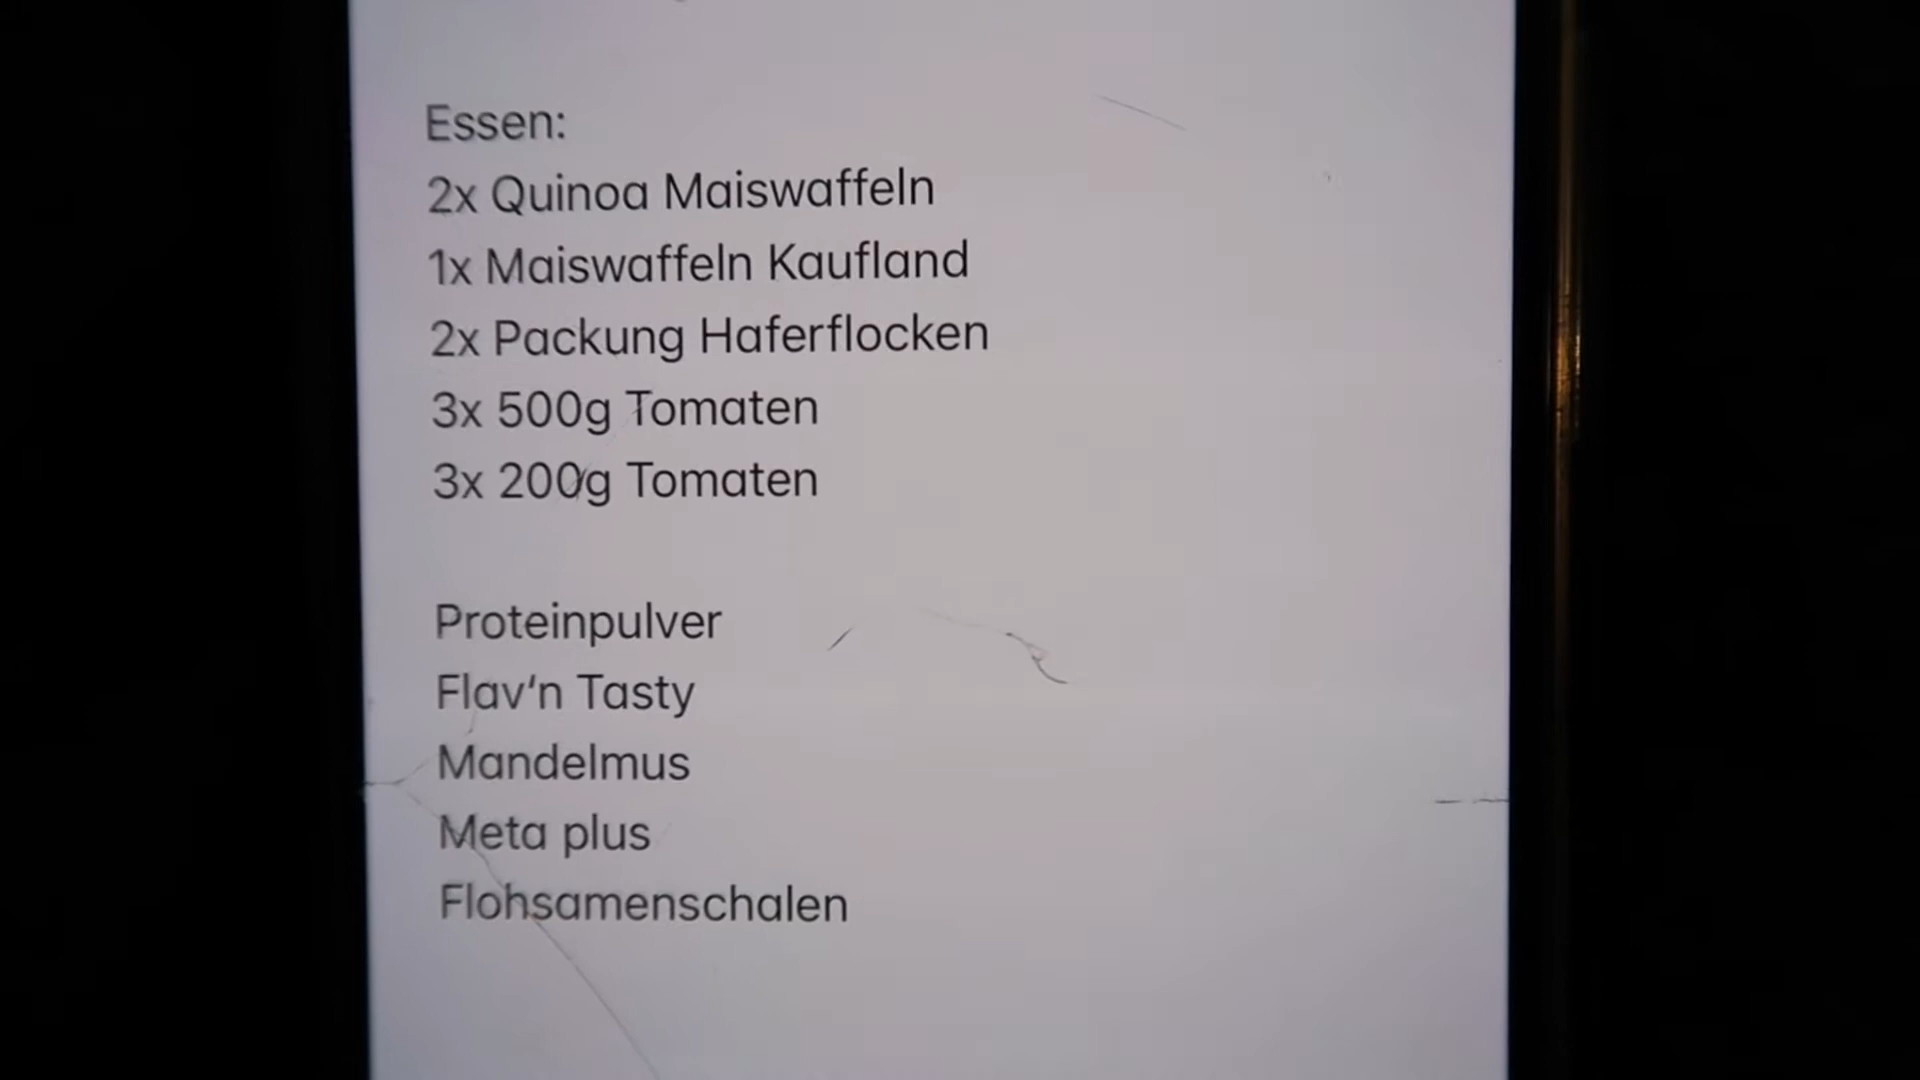 Essen:
2x Quinoa Maiswaffeln
1x Maiswaffeln Kaufland
2x Packung Haferflocken
3x 500g Tomaten
3x 200g Tomaten
Proteinpulver
Flav‘n Tasty
Mandelmus
Meta plus
Flohsamenschalen